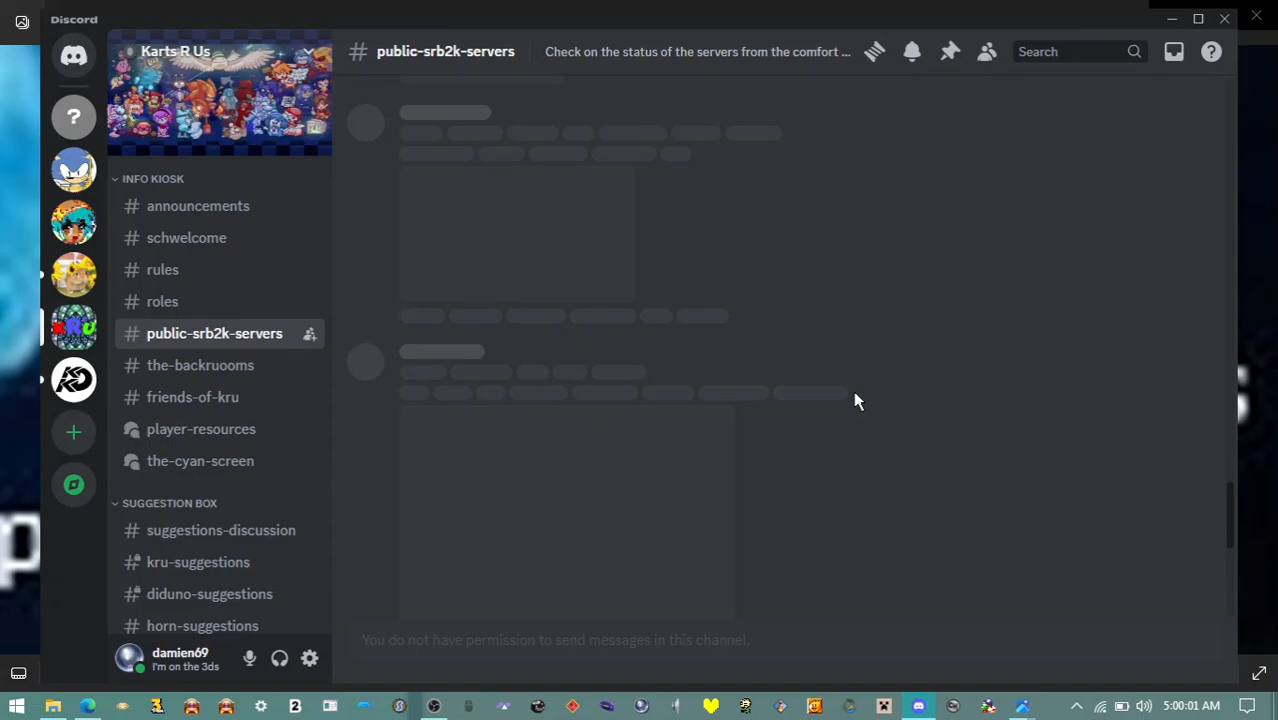 Discord
Karts R Us
# public-srb2k-servers
Check on the status of the servers from the comfort ...
Search
?
KRU
INFO KIOSK
# announcements
# schwelcome
# rules
# roles
# public-srb2k-servers
# the-backruooms
# friends-of-kru
player-resources
the-cyan-screen
SUGGESTION BOX
# suggestions-discussion
# kru-suggestions
# diduno-suggestions
# horn-suggestions
You do not have permission to send messages in this channel.
damien69
I'm on the 3ds
5:00:01 AM